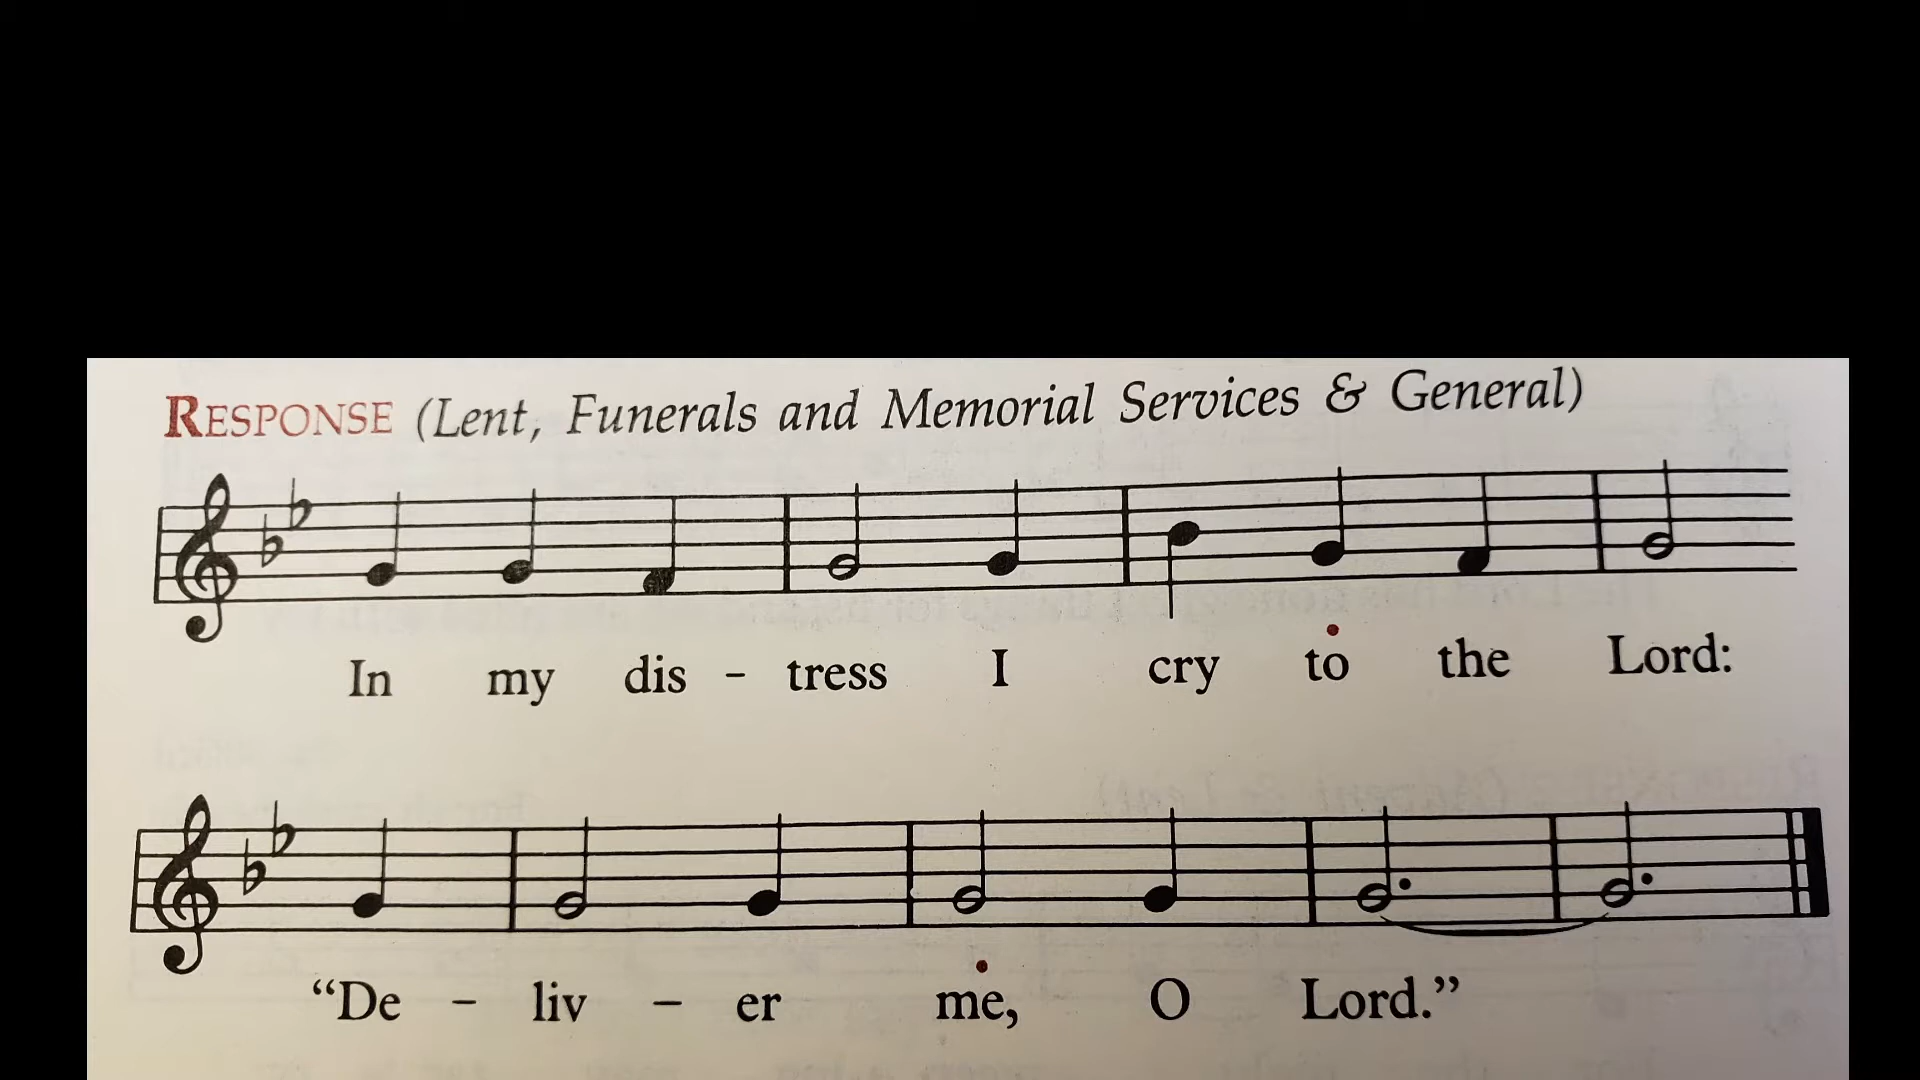 RESPONSE (Lent, Funerals and Memorial Services & General)
In my dis - tress I cry to the Lord:
“De - liv - er me, O Lord.”